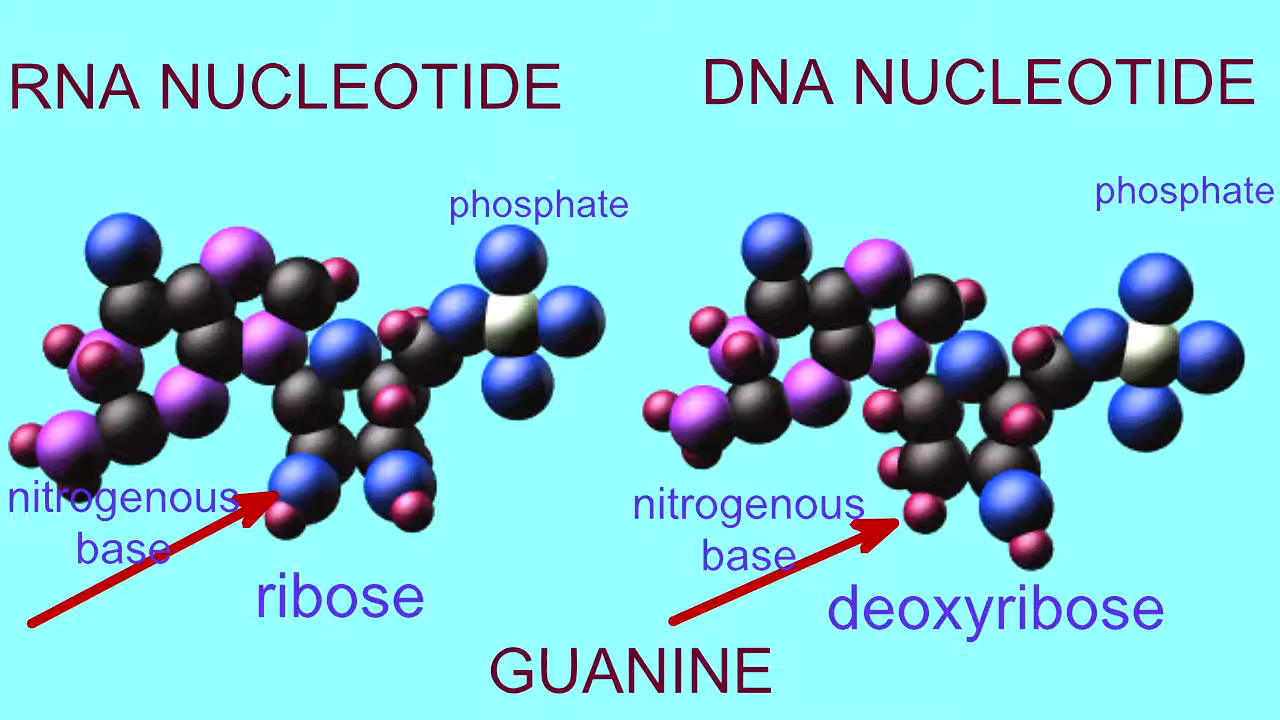 RNA NUCLEOTIDE
DNA NUCLEOTIDE
phosphate
phosphate
nitrogenous
base
nitrogenous
base
ribose
deoxyribose
GUANINE